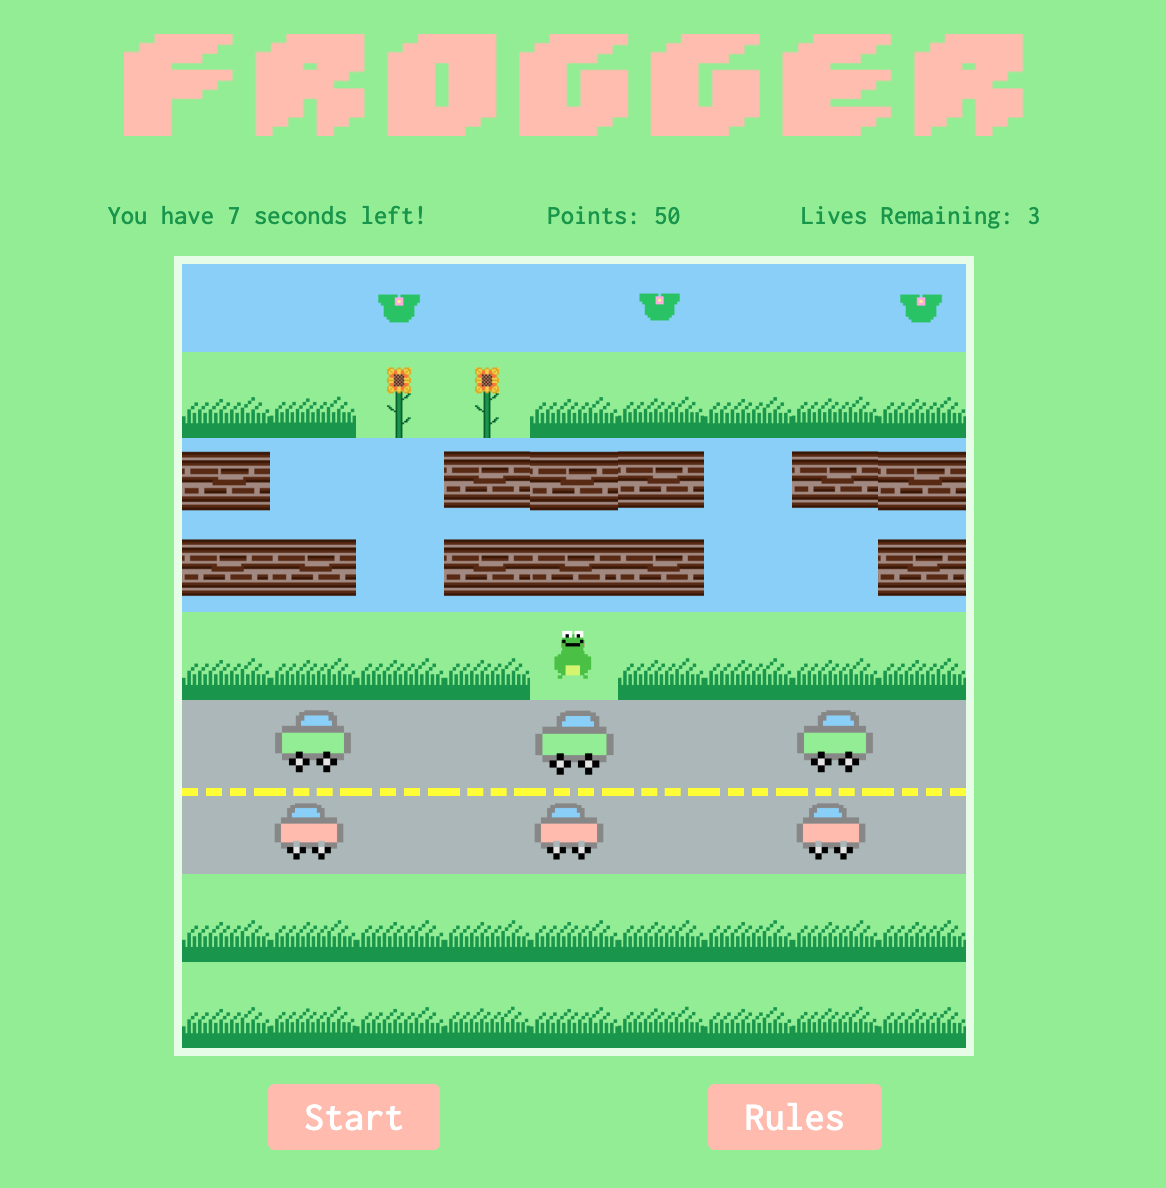 FROGGER
You have 7 seconds left! Points: 50 Lives Remaining: 3
Start Rules